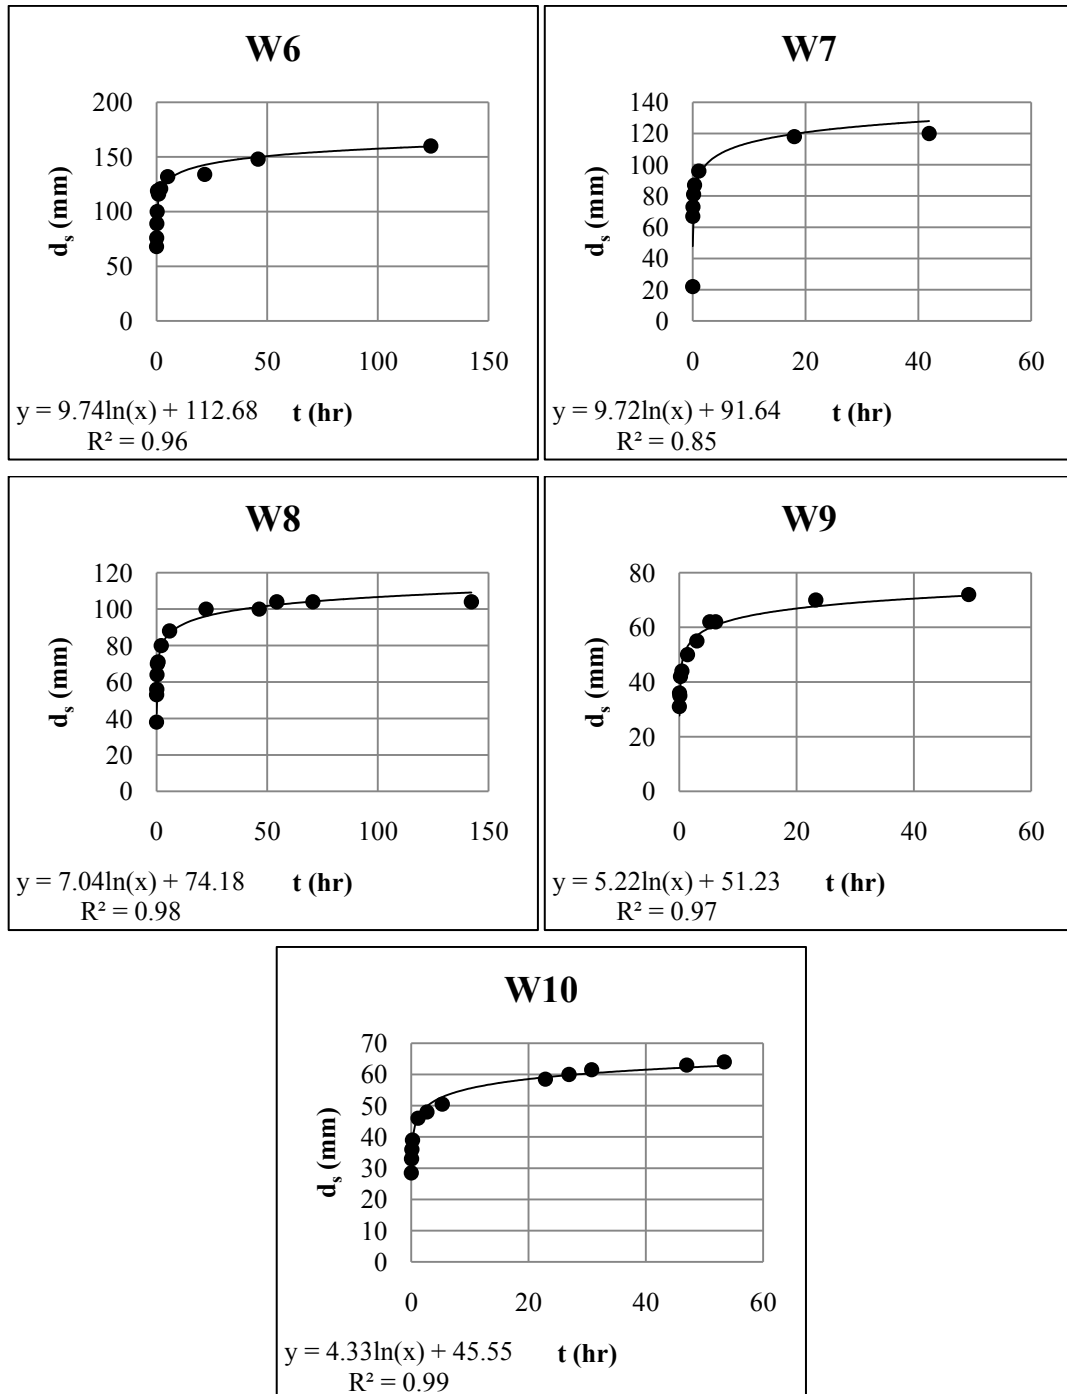 W6
200
150
100
50
0
d_s (mm)
0 50 100 150
y = 9.74ln(x) + 112.68 t (hr)
R² = 0.96
W7
140
120
100
80
60
40
20
0
d_s (mm)
0 20 40 60
y = 9.72ln(x) + 91.64 t (hr)
R² = 0.85
W8
120
100
80
60
40
20
0
d_s (mm)
0 50 100 150
y = 7.04ln(x) + 74.18 t (hr)
R² = 0.98
W9
80
60
40
20
0
d_s (mm)
0 20 40 60
y = 5.22ln(x) + 51.23 t (hr)
R² = 0.97
W10
70
60
50
40
30
20
10
0
d_s (mm)
0 20 40 60
y = 4.33ln(x) + 45.55 t (hr)
R² = 0.99